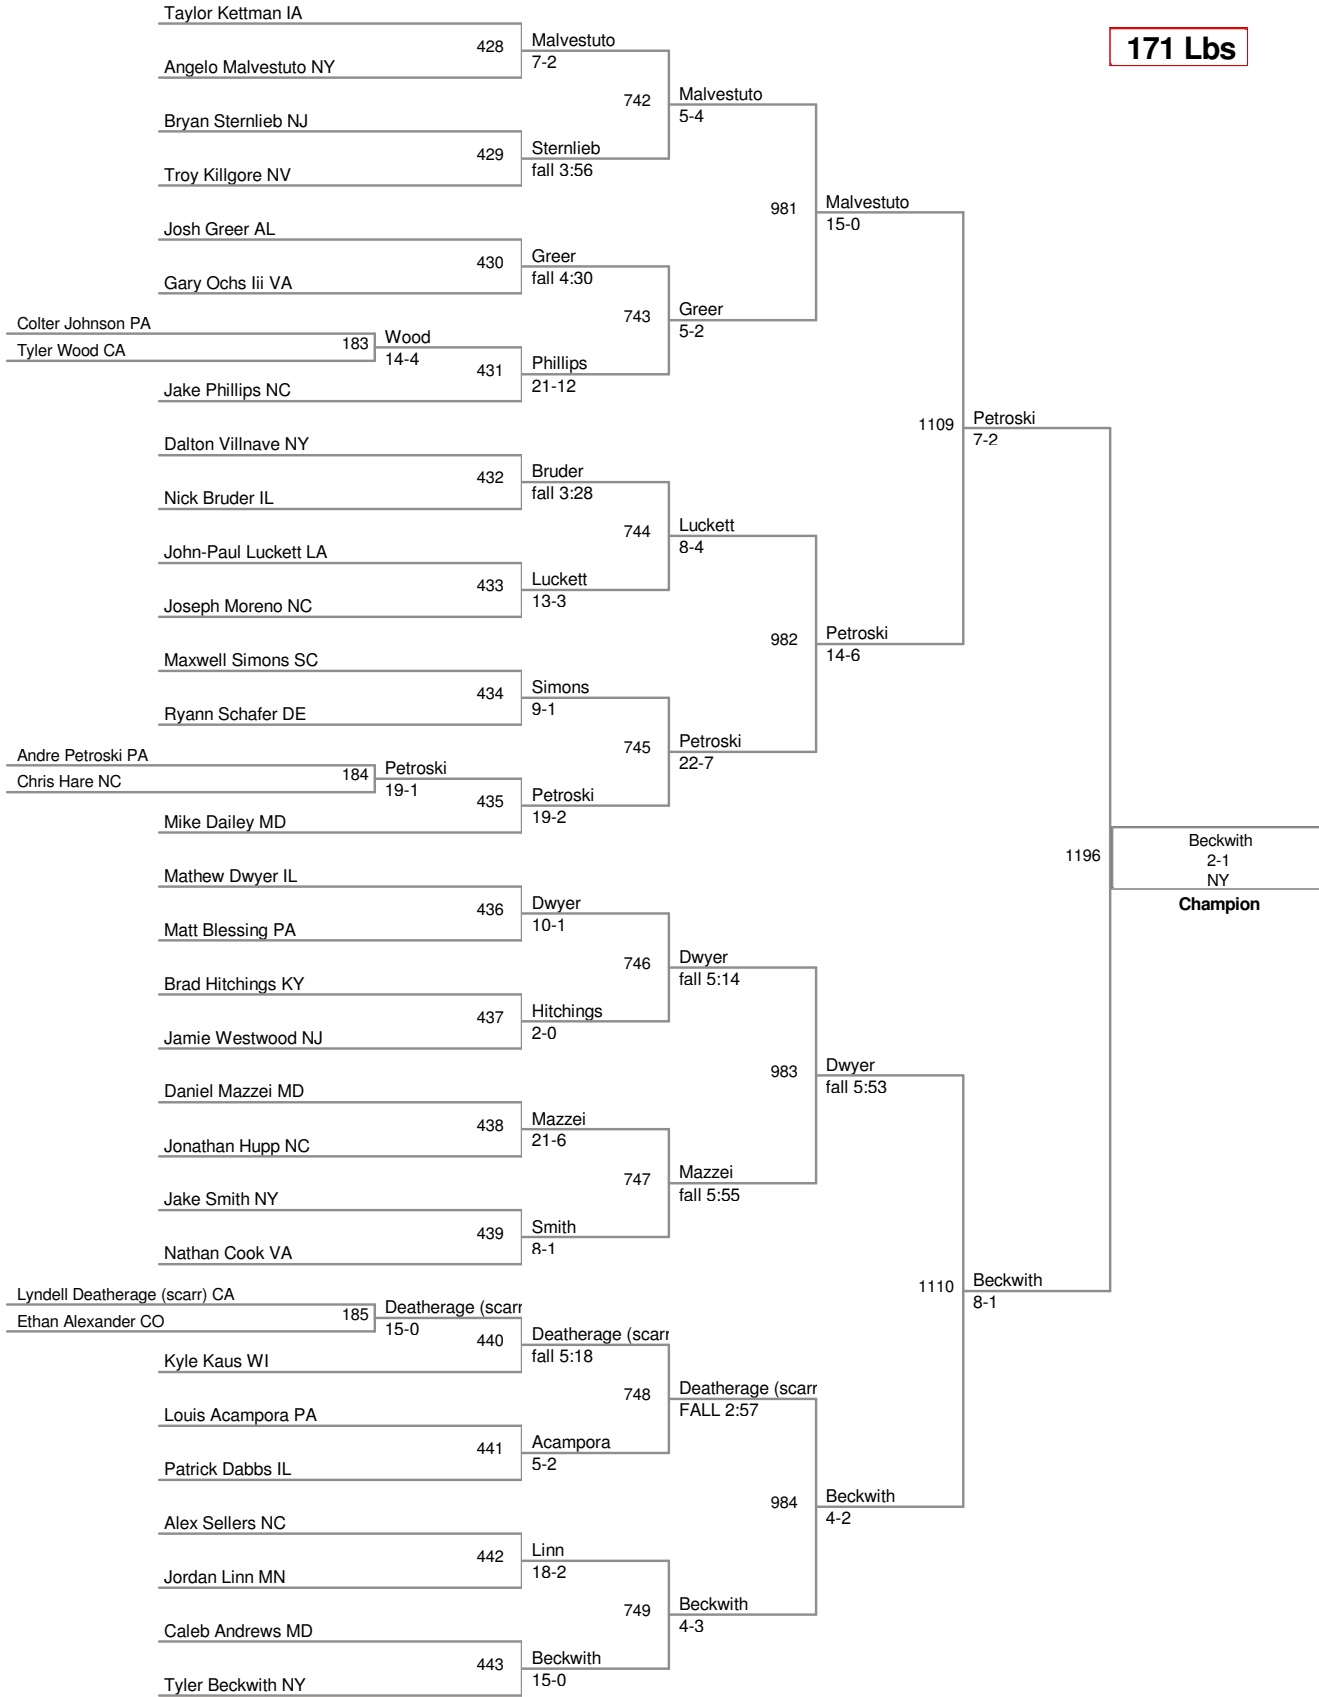 Taylor Kettman IA
171 Lbs
428
Malvestuto
7-2
Angelo Malvestuto NY
742
Malvestuto
5-4
Bryan Sternlieb NJ
429
Sternlieb
fall 3:56
Troy Killgore NV
981
Malvestuto
15-0
Josh Greer AL
430
Greer
fall 4:30
Gary Ochs Iii VA
743
Greer
5-2
Colter Johnson PA
183
Wood
14-4
Tyler Wood CA
431
Phillips
21-12
Jake Phillips NC
1109
Petroski
7-2
Dalton Villnave NY
432
Bruder
fall 3:28
Nick Bruder IL
744
Luckett
8-4
John-Paul Luckett LA
433
Luckett
13-3
Joseph Moreno NC
982
Petroski
14-6
Maxwell Simons SC
434
Simons
9-1
Ryann Schafer DE
745
Petroski
22-7
Andre Petroski PA
184
Petroski
19-1
Chris Hare NC
435
Petroski
19-2
Mike Dailey MD
1196
Beckwith
2-1
NY
Champion
Mathew Dwyer IL
436
Dwyer
10-1
Matt Blessing PA
746
Dwyer
fall 5:14
Brad Hitchings KY
437
Hitchings
2-0
Jamie Westwood NJ
983
Dwyer
fall 5:53
Daniel Mazzei MD
438
Mazzei
21-6
Jonathan Hupp NC
747
Mazzei
fall 5:55
Jake Smith NY
439
Smith
8-1
Nathan Cook VA
1110
Beckwith
8-1
Lyndell Deatherage (scarr) CA
185
Deatherage (scarr
15-0
Ethan Alexander CO
440
Deatherage (scarr
fall 5:18
Kyle Kaus WI
748
Deatherage (scarr
FALL 2:57
Louis Acampora PA
441
Acampora
5-2
Patrick Dabbs IL
984
Beckwith
4-2
Alex Sellers NC
442
Linn
18-2
Jordan Linn MN
749
Beckwith
4-3
Caleb Andrews MD
443
Beckwith
15-0
Tyler Beckwith NY